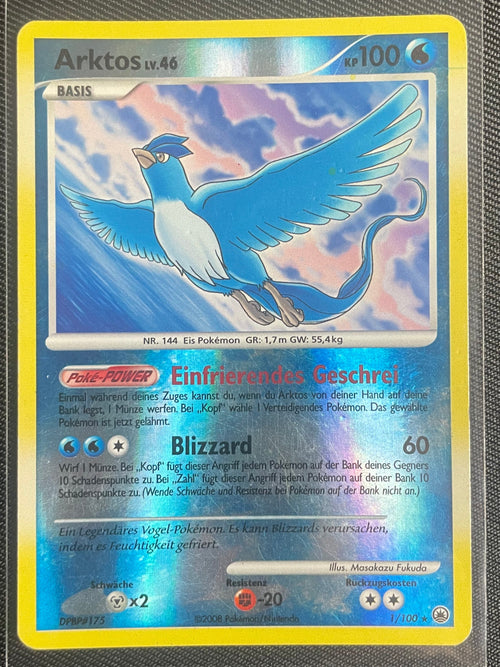 Arktos LV.46
KP 100
BASIS
NR. 144 Eis Pokémon GR: 1,7 m GW: 55,4 kg
Poké-POWER Einfrierendes Geschrei
Einmal während deines Zuges kannst du, wenn du Arktos von deiner Hand auf deine
Bank legst, 1 Münze werfen. Bei „Kopf" wähle 1 Verteidigendes Pokémon. Das gewählte
Pokémon ist jetzt gelähmt.
Blizzard 60
Wirf 1 Münze. Bei „Kopf" fügt dieser Angriff jedem Pokémon auf der Bank deines Gegners
10 Schadenspunkte zu. Bei „Zahl" fügt dieser Angriff jedem Pokémon auf deiner Bank 10
Schadenspunkte zu. (Wende Schwäche und Resistenz bei Pokémon auf der Bank nicht an.)
Ein Legendäres Vogel-Pokémon. Es kann Blizzards verursachen,
indem es Feuchtigkeit gefriert.
Illus. Masakazu Fukuda
Schwäche Resistenz Rückzugskosten
x2 -20
DPBP#175 ©2008 Pokémon/Nintendo 1/100 ★